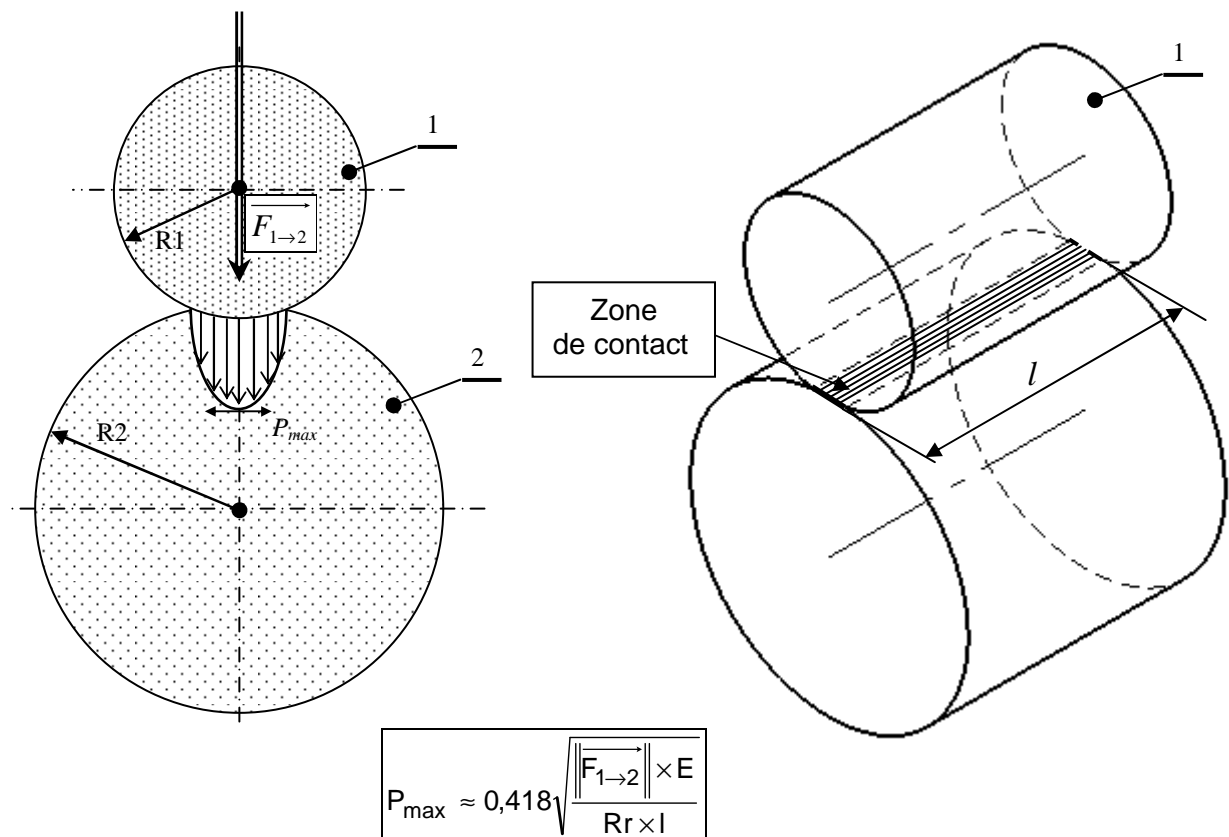 1
1
R1
F1→2
Zone
de contact
l
2
R2
Pmax
Pmax ≈ 0,418√(‖F1→2‖ × E / Rr × l)